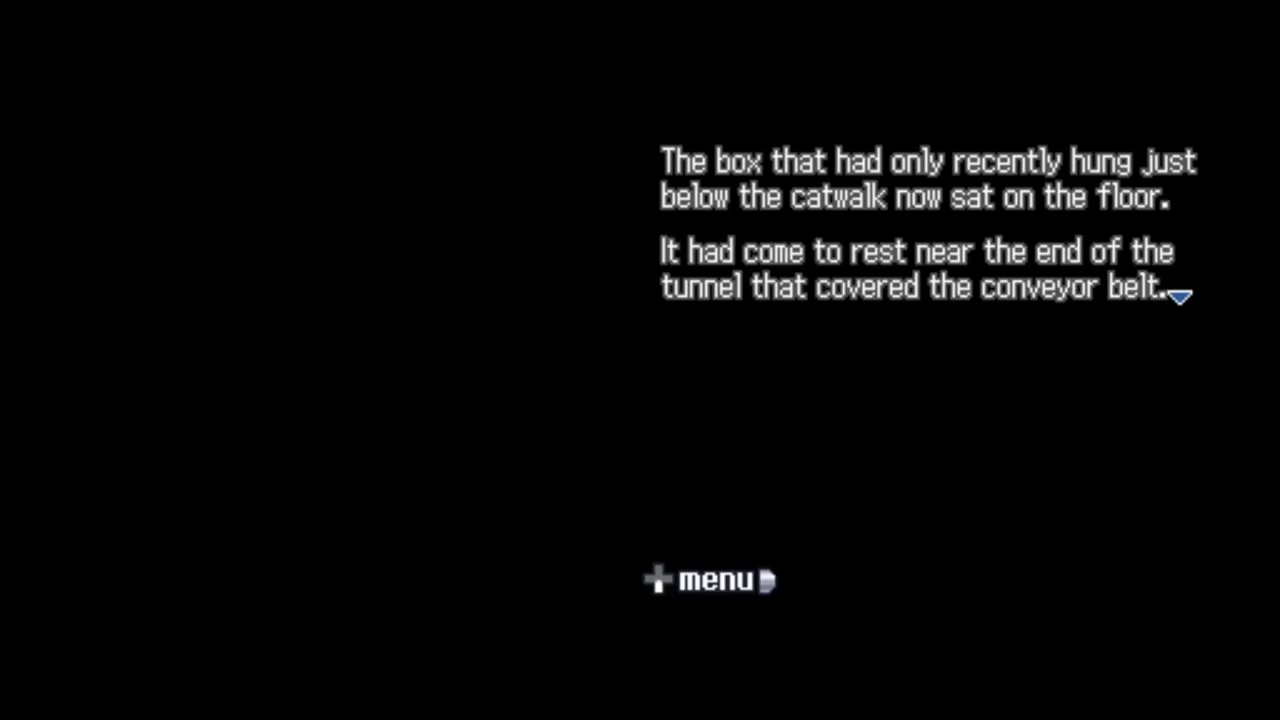 The box that had only recently hung just
below the catwalk now sat on the floor.
It had come to rest near the end of the
tunnel that covered the conveyor belt.
menu